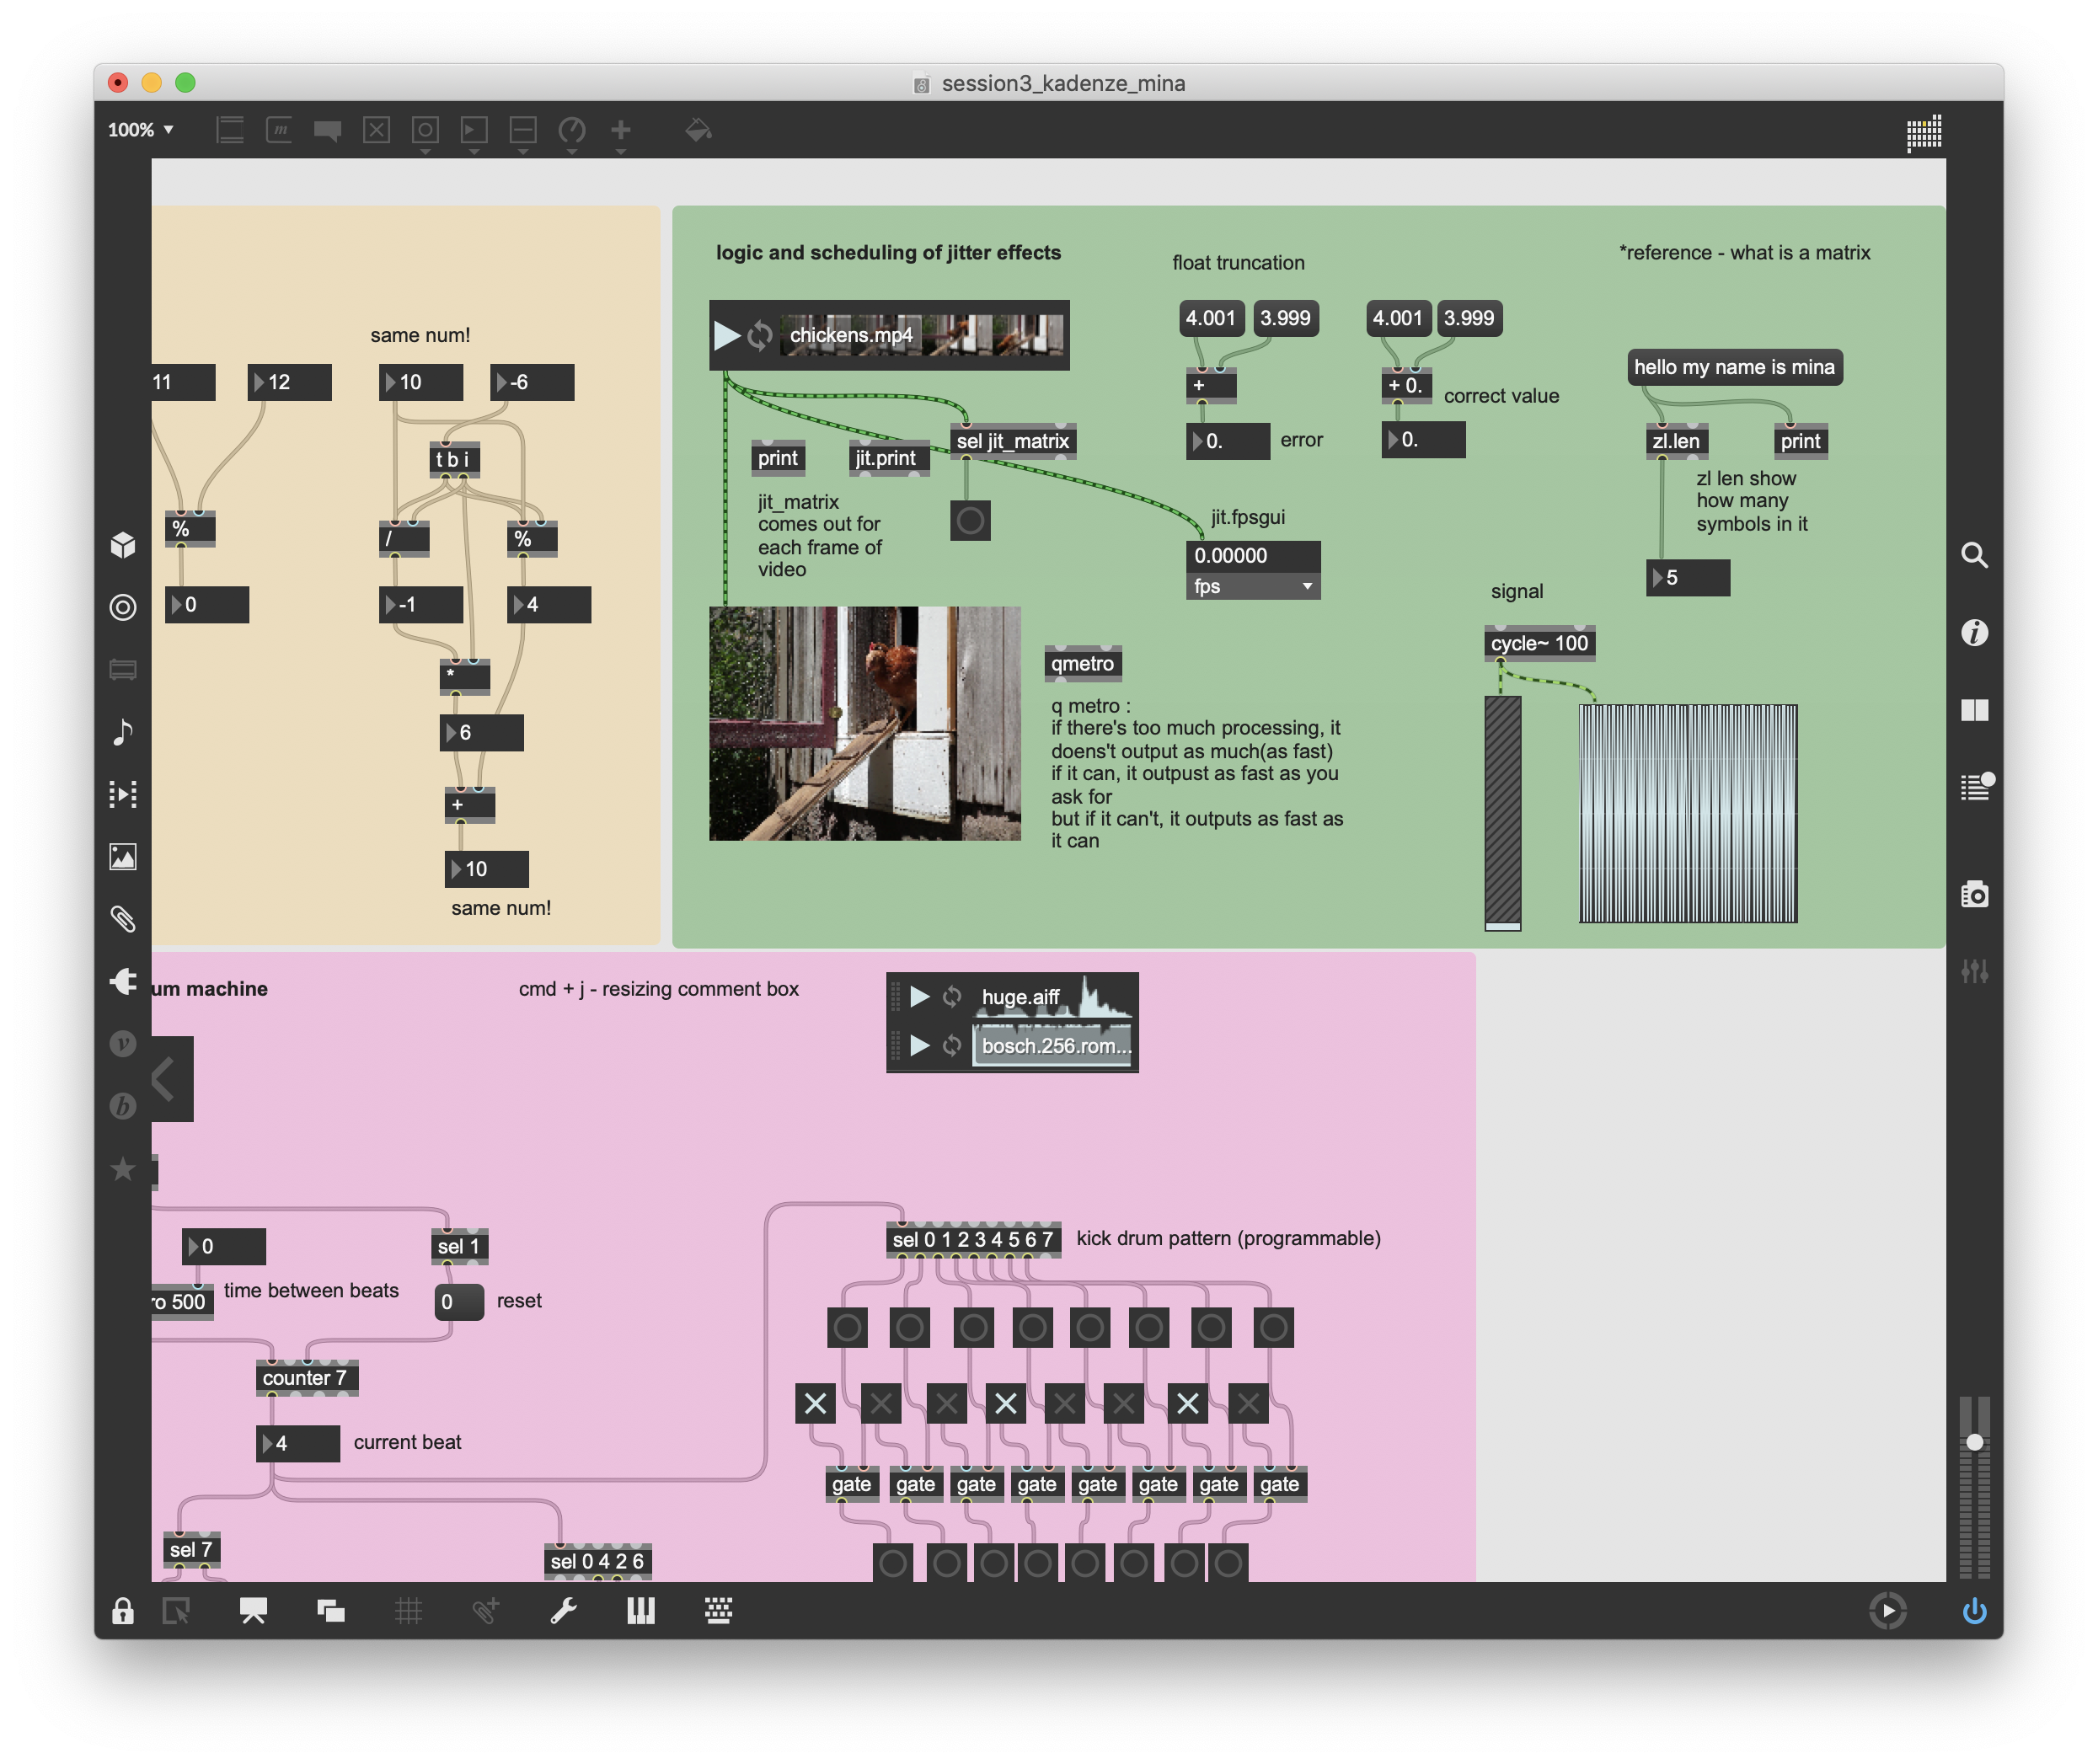 session3_kadenze_mina
100%
same num!
11
12
10
-6
t b i
%
/
%
0
-1
4
*
6
+
10
same num!
logic and scheduling of jitter effects
chickens.mp4
print
jit.print
sel jit_matrix
jit_matrix
comes out for
each frame of
video
jit.fpsgui
0.00000
fps
qmetro
q metro :
if there's too much processing, it
doens't output as much(as fast)
if it can, it outpust as fast as you
ask for
but if it can't, it outputs as fast as
it can
float truncation
4.001
3.999
+
0.
error
4.001
3.999
+ 0.
correct value
0.
*reference - what is a matrix
hello my name is mina
zl.len
print
zl len show
how many
symbols in it
5
signal
cycle~ 100
um machine
cmd + j - resizing comment box
huge.aiff
bosch.256.rom...
0
ro 500
time between beats
sel 1
0
reset
counter 7
4
current beat
sel 7
sel 0 4 2 6
sel 0 1 2 3 4 5 6 7
kick drum pattern (programmable)
gate
gate
gate
gate
gate
gate
gate
gate